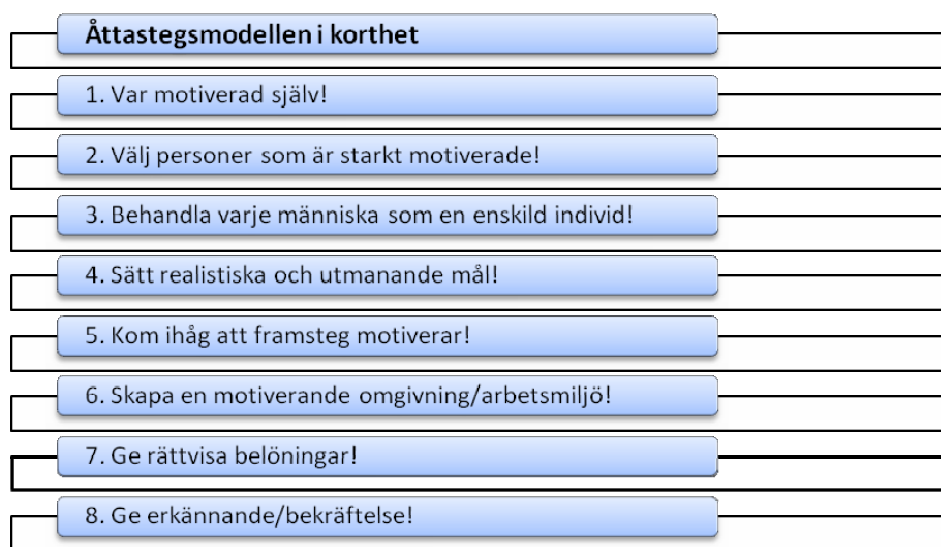 Åttastegsmodellen i korthet
1. Var motiverad själv!
2. Välj personer som är starkt motiverade!
3. Behandla varje människa som en enskild individ!
4. Sätt realistiska och utmanande mål!
5. Kom ihåg att framsteg motiverar!
6. Skapa en motiverande omgivning/arbetsmiljö!
7. Ge rättvisa belöningar!
8. Ge erkännande/bekräftelse!